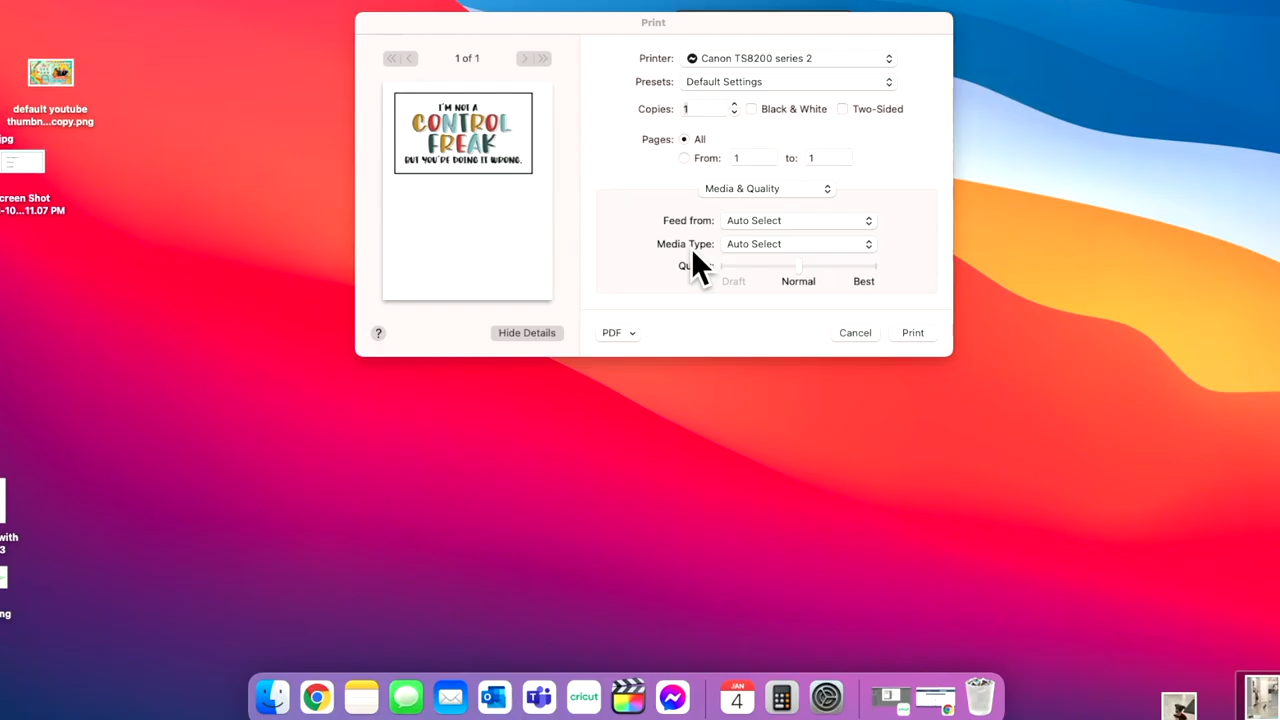 Print
1 of 1
I'M NOT A
CONTROL
FREAK
BUT YOU'RE DOING IT WRONG.
Hide Details
Printer: Canon TS8200 series 2
Presets: Default Settings
Copies: 1 Black & White Two-Sided
Pages: All
From: 1 to: 1
Media & Quality
Feed from: Auto Select
Media Type: Auto Select
Draft Normal Best
? PDF Cancel Print
default youtube
thumbn...copy.png
jpg
creen Shot
-10...11.07 PM
with
3
ng
cricut
JAN
4